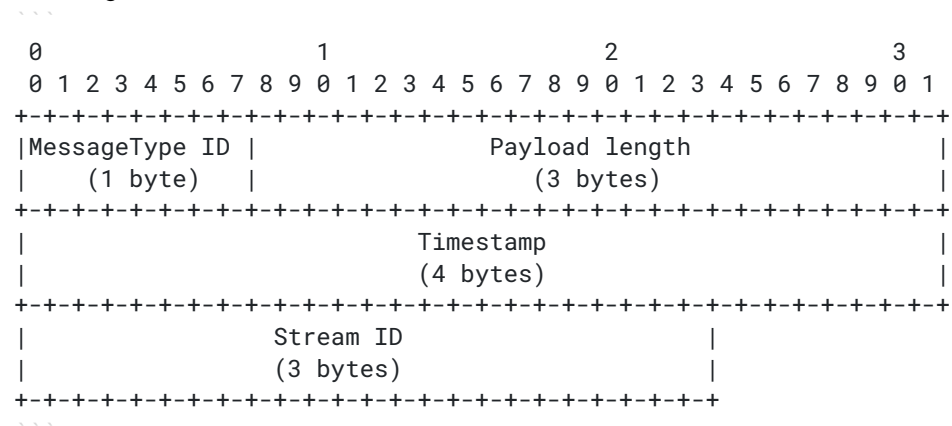 ```
 0                   1                   2                   3
 0 1 2 3 4 5 6 7 8 9 0 1 2 3 4 5 6 7 8 9 0 1 2 3 4 5 6 7 8 9 0 1
+-+-+-+-+-+-+-+-+-+-+-+-+-+-+-+-+-+-+-+-+-+-+-+-+-+-+-+-+-+-+-+-+
|MessageType ID |                Payload length                 |
|    (1 byte)   |                   (3 bytes)                   |
+-+-+-+-+-+-+-+-+-+-+-+-+-+-+-+-+-+-+-+-+-+-+-+-+-+-+-+-+-+-+-+-+
|                           Timestamp                           |
|                           (4 bytes)                           |
+-+-+-+-+-+-+-+-+-+-+-+-+-+-+-+-+-+-+-+-+-+-+-+-+-+-+-+-+-+-+-+-+
|                 Stream ID                     |
|                 (3 bytes)                     |
+-+-+-+-+-+-+-+-+-+-+-+-+-+-+-+-+-+-+-+-+-+-+-+-+
```